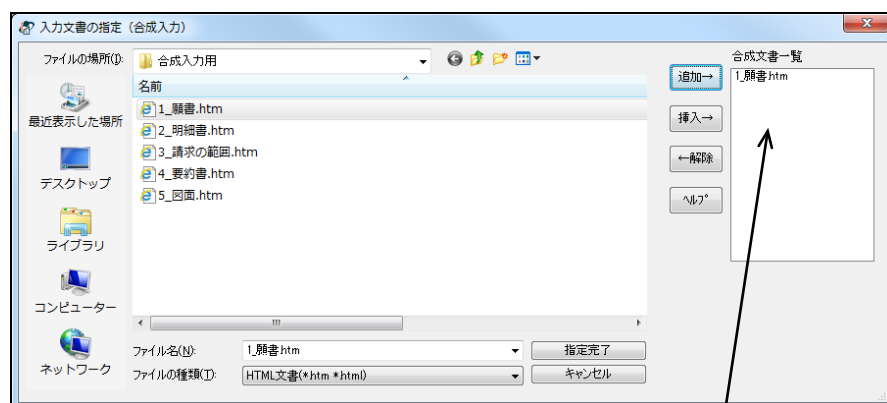 入力文書の指定（合成入力）
ファイルの場所(I):
合成入力用
最近表示した場所
デスクトップ
ライブラリ
コンピューター
ネットワーク
名前
1_願書.htm
2_明細書.htm
3_請求の範囲.htm
4_要約書.htm
5_図面.htm
ファイル名(N):
1_願書.htm
指定完了
ファイルの種類(T):
HTML文書(*.htm *.html)
キャンセル
追加→
挿入→
←解除
ヘルプ
合成文書一覧
1_願書.htm